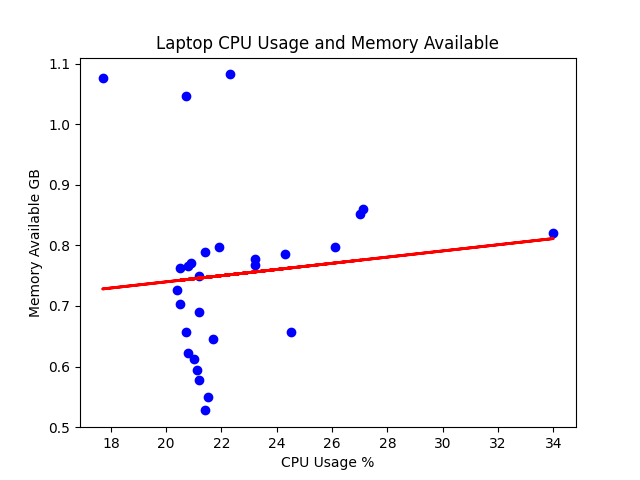 Laptop CPU Usage and Memory Available
1.1
1.0
0.9
0.8
0.7
0.6
0.5
Memory Available GB
18 20 22 24 26 28 30 32 34
CPU Usage %